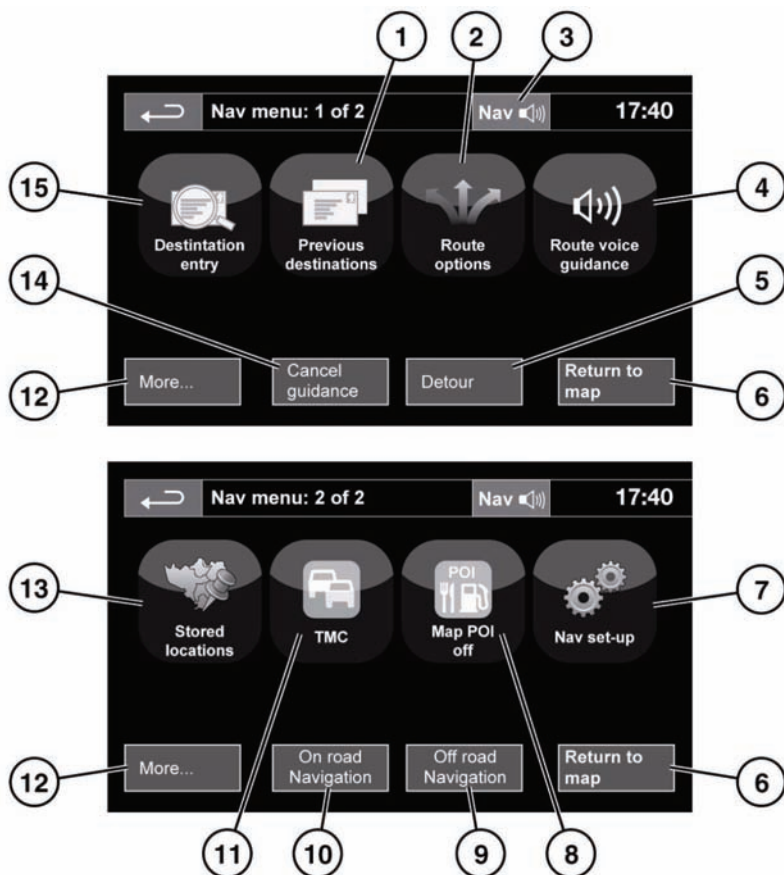 1 2 3
Nav menu: 1 of 2 Nav 17:40
15 4
Destintation entry
Previous destinations
Route options
Route voice guidance
14 5
12 More... Cancel guidance Detour Return to map 6
Nav menu: 2 of 2 Nav 17:40
13 7
Stored locations
TMC
POI
Map POI off
Nav set-up
12 More... On road Navigation Off road Navigation Return to map 6
11 10 9 8